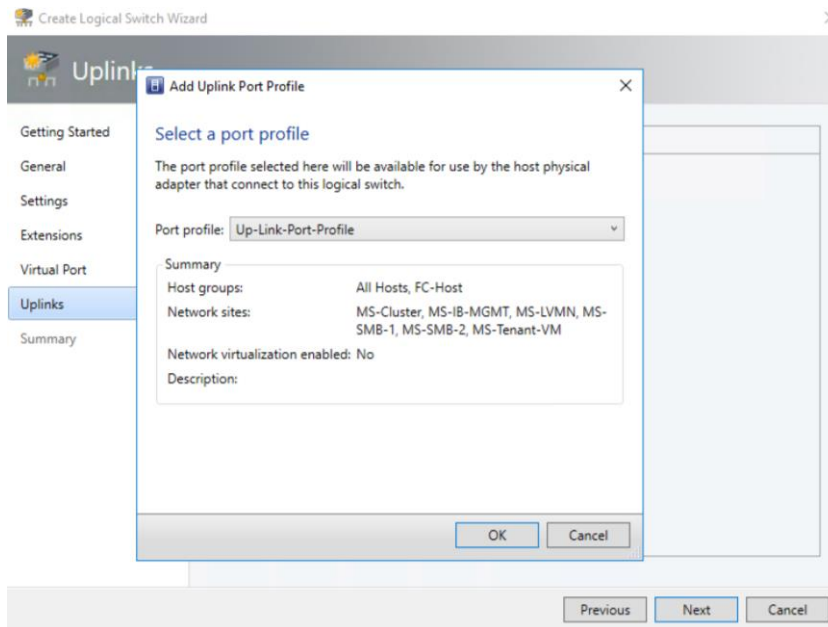 Create Logical Switch Wizard
Uplinks
Add Uplink Port Profile
Getting Started
General
Settings
Extensions
Virtual Port
Uplinks
Summary
Select a port profile
The port profile selected here will be available for use by the host physical
adapter that connect to this logical switch.
Port profile: Up-Link-Port-Profile
Summary
Host groups: All Hosts, FC-Host
Network sites: MS-Cluster, MS-IB-MGMT, MS-LVMN, MS-
SMB-1, MS-SMB-2, MS-Tenant-VM
Network virtualization enabled: No
Description:
OK Cancel
Previous Next Cancel